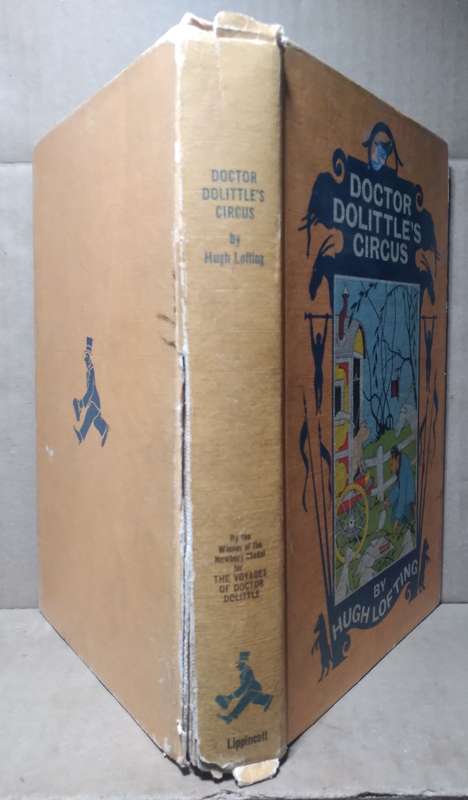 DOCTOR
DOLITTLE'S
CIRCUS
by
Hugh Lofting
By the
Winner of the
Newbery Medal
for
THE VOYAGES
OF DOCTOR
DOLITTLE
Lippincott
DOCTOR
DOLITTLE'S
CIRCUS
BY
HUGH LOFTING